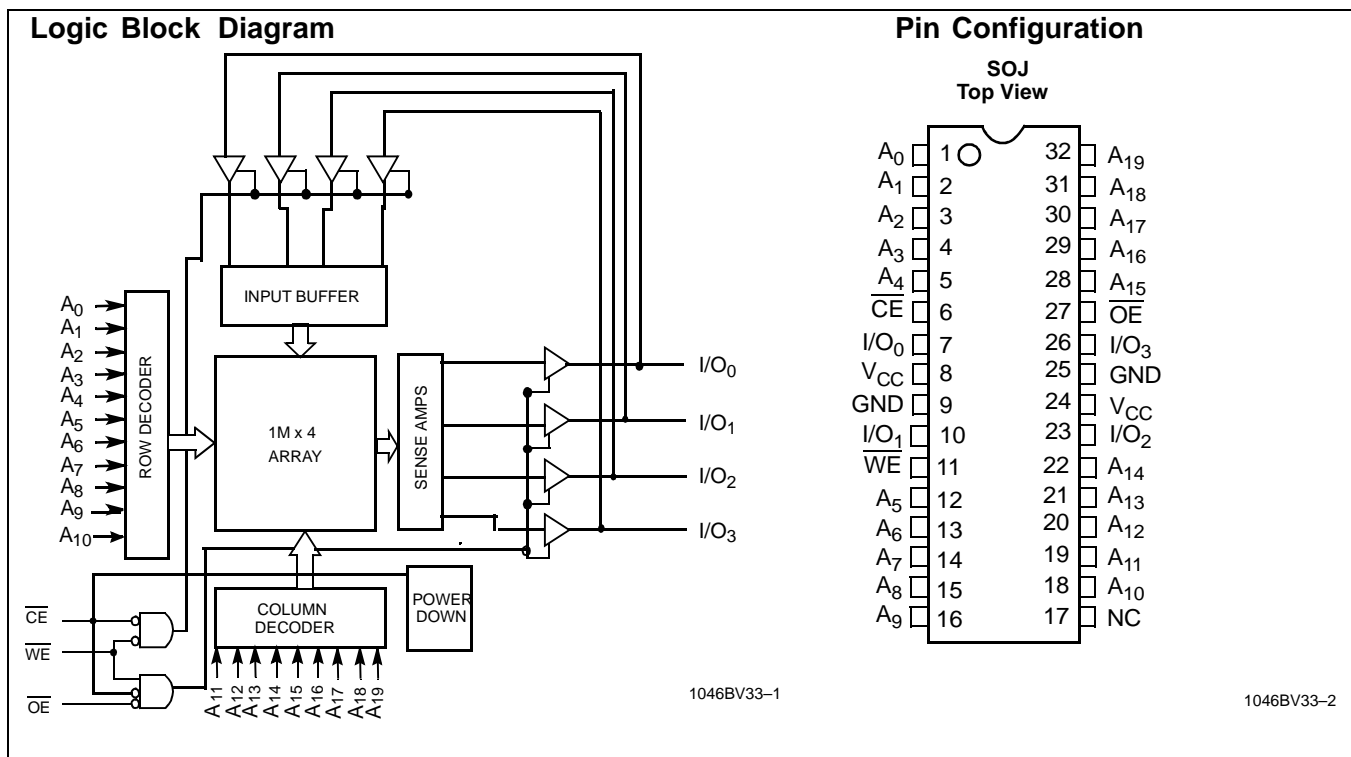 Logic Block Diagram
INPUT BUFFER
A0
A1
A2
A3
A4
A5
A6
A7
A8
A9
A10
ROW DECODER
1M x 4
ARRAY
SENSE AMPS
I/O0
I/O1
I/O2
I/O3
COLUMN
DECODER
POWER
DOWN
CE
WE
OE
A11
A12
A13
A14
A15
A16
A17
A18
A19
1046BV33–1
Pin Configuration
SOJ
Top View
A0 1 32 A19
A1 2 31 A18
A2 3 30 A17
A3 4 29 A16
A4 5 28 A15
CE 6 27 OE
I/O0 7 26 I/O3
VCC 8 25 GND
GND 9 24 VCC
I/O1 10 23 I/O2
WE 11 22 A14
A5 12 21 A13
A6 13 20 A12
A7 14 19 A11
A8 15 18 A10
A9 16 17 NC
1046BV33–2